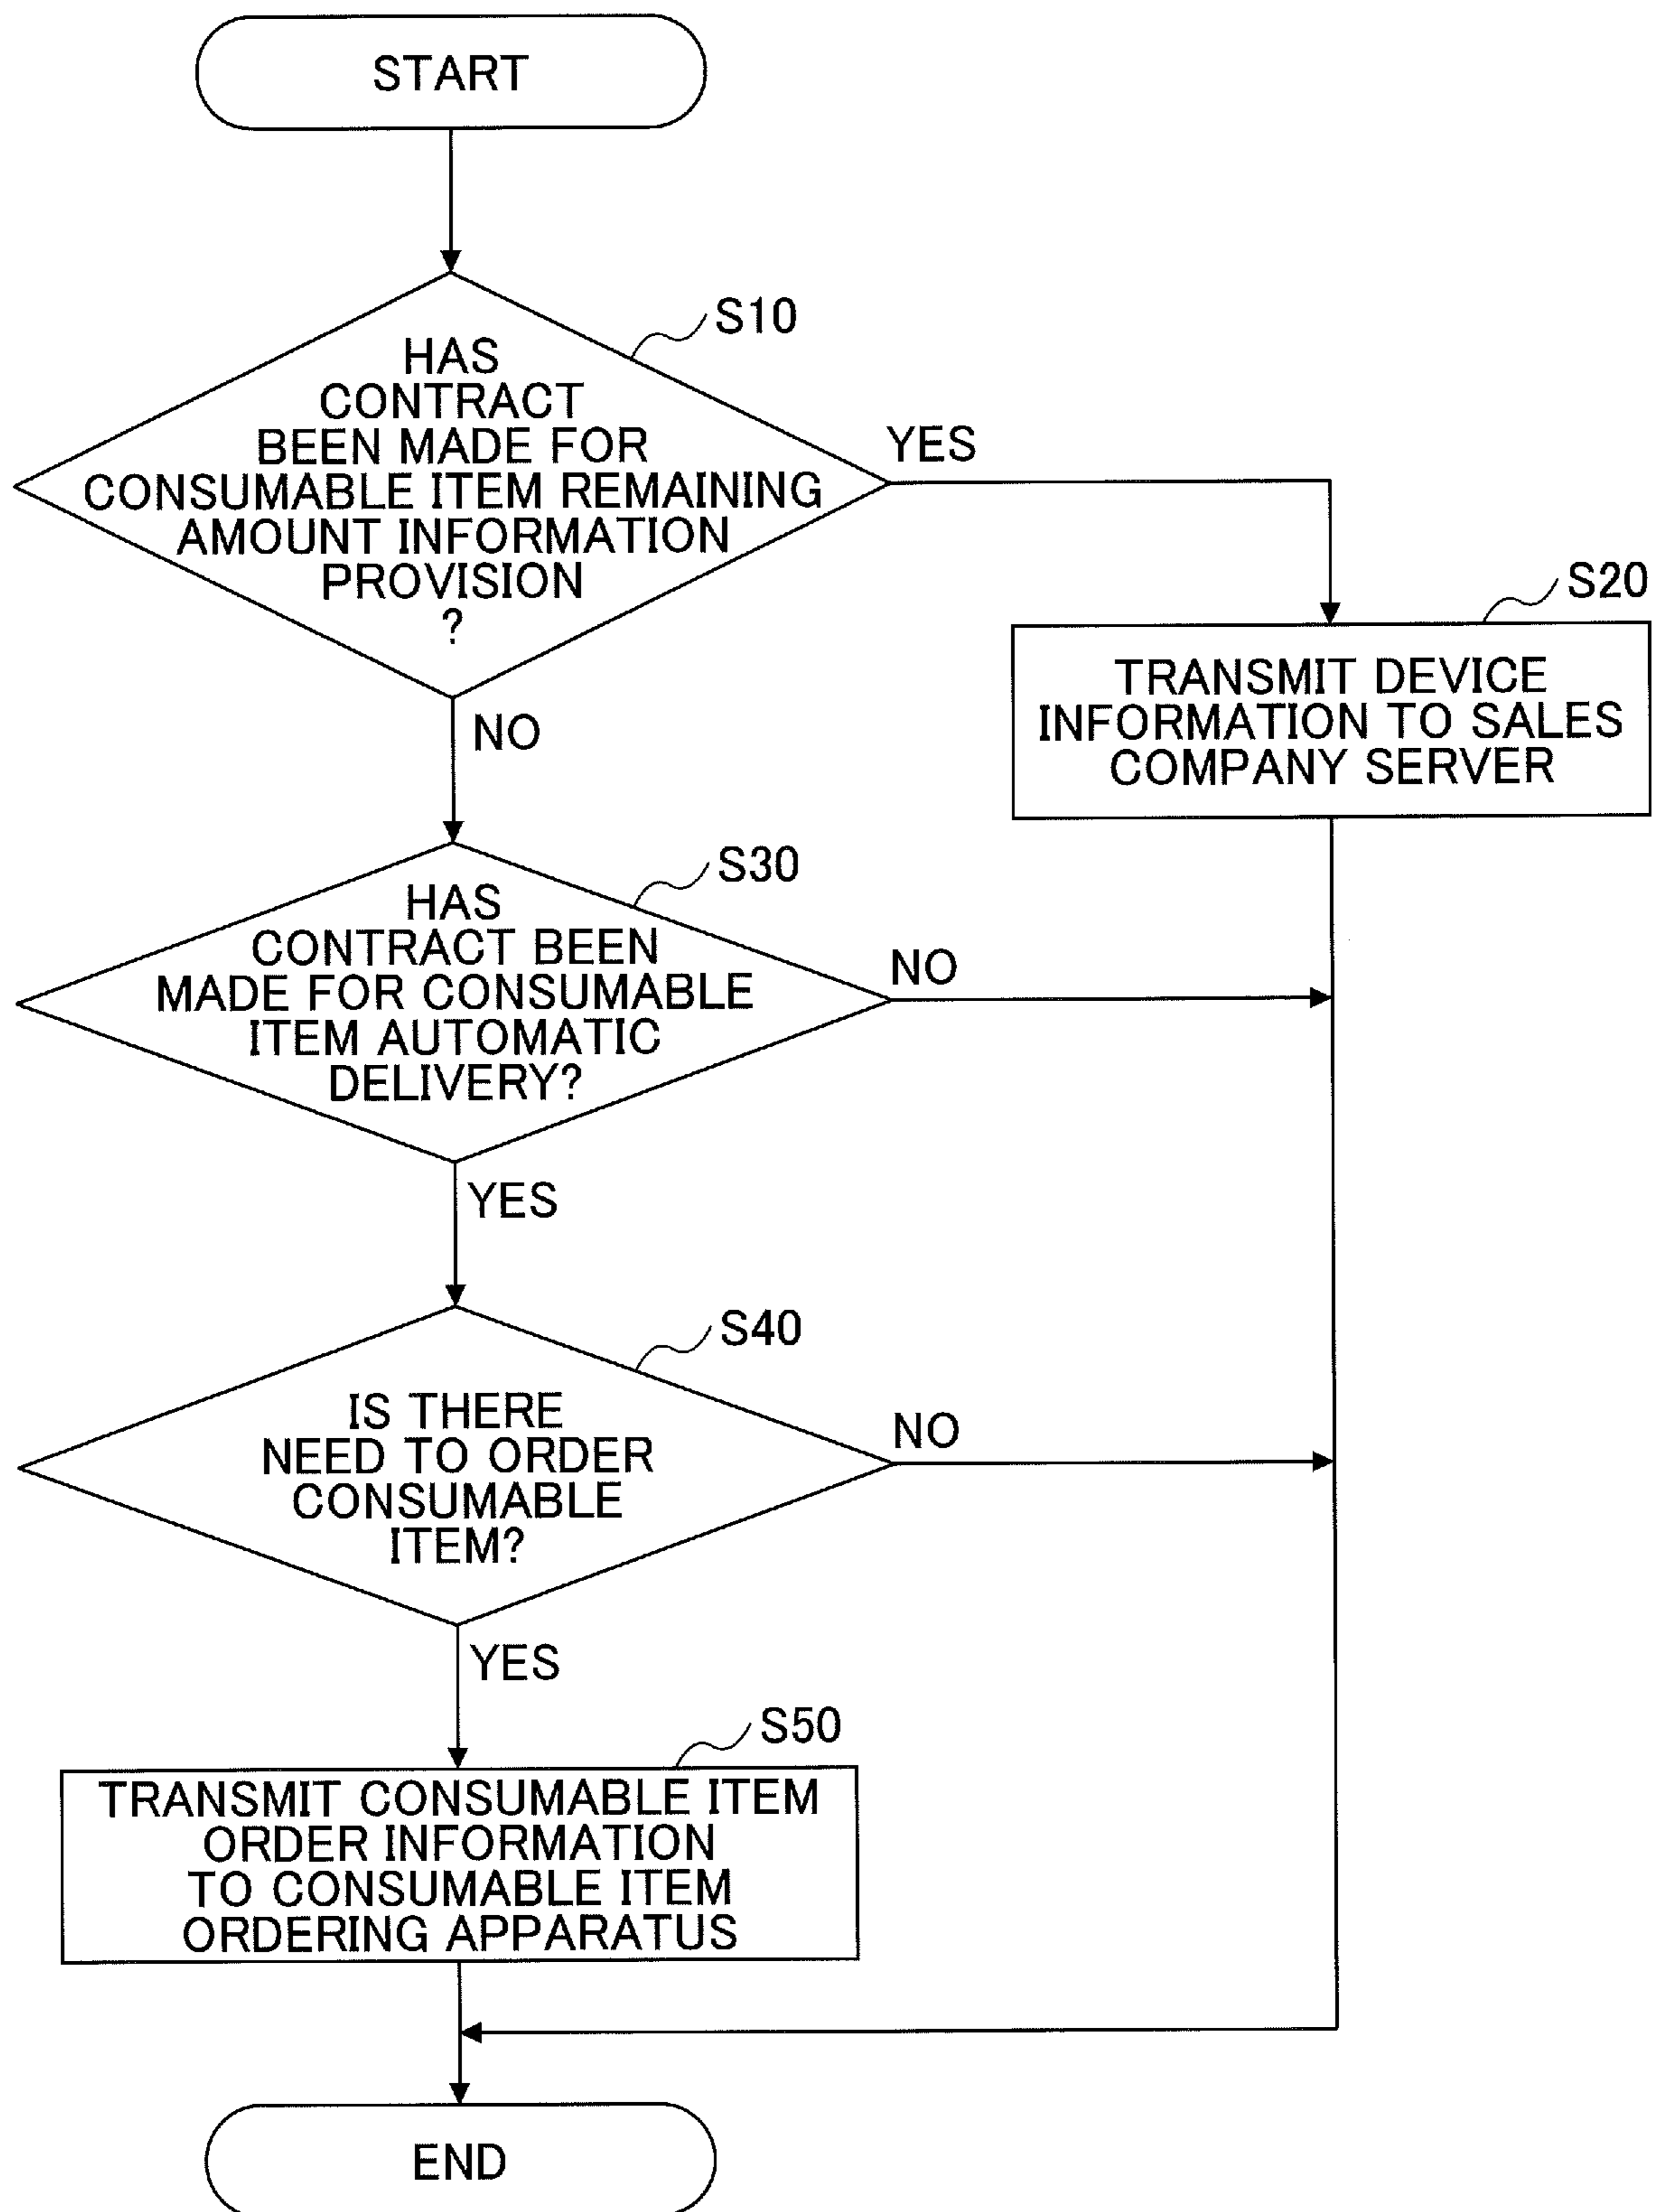 START
S10
HAS
CONTRACT
BEEN MADE FOR
CONSUMABLE ITEM REMAINING
AMOUNT INFORMATION
PROVISION
?
YES
NO
S20
TRANSMIT DEVICE
INFORMATION TO SALES
COMPANY SERVER
S30
HAS
CONTRACT BEEN
MADE FOR CONSUMABLE
ITEM AUTOMATIC
DELIVERY?
NO
YES
S40
IS THERE
NEED TO ORDER
CONSUMABLE
ITEM?
NO
YES
S50
TRANSMIT CONSUMABLE ITEM
ORDER INFORMATION
TO CONSUMABLE ITEM
ORDERING APPARATUS
END